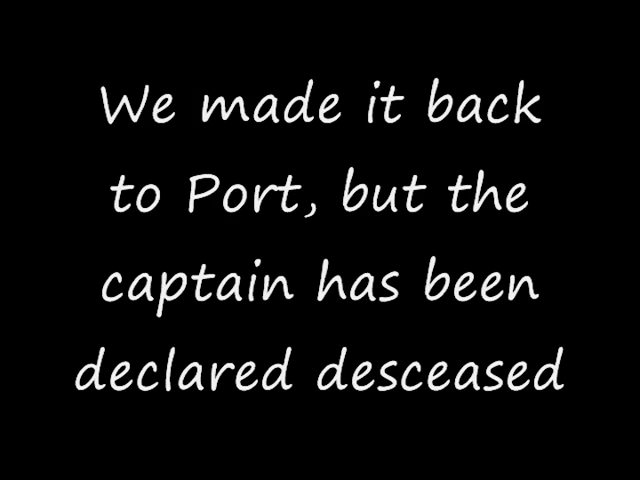 We made it back
to Port, but the
captain has been
declared desceased